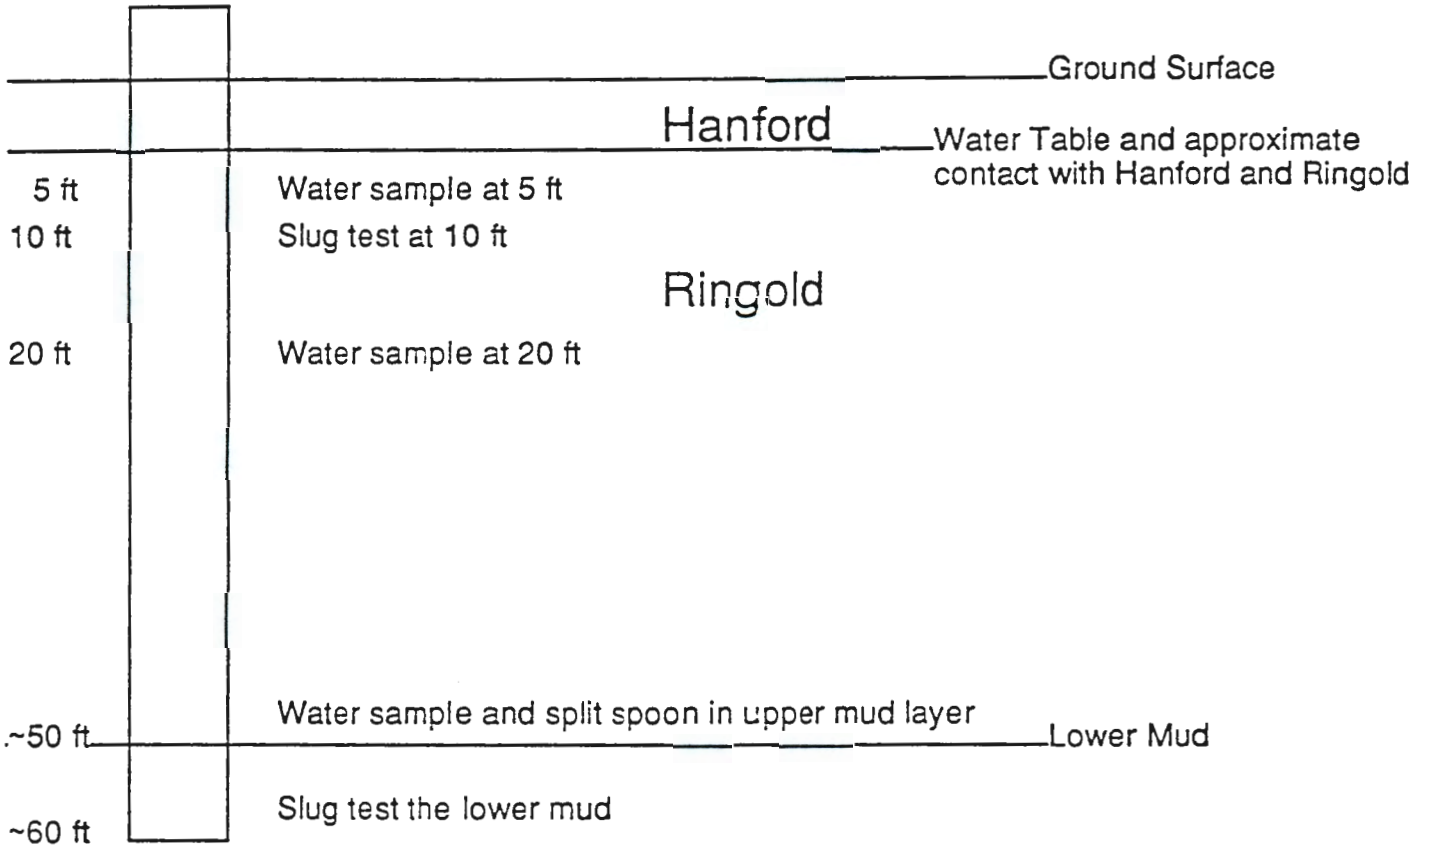 Ground Surface
Hanford
Water Table and approximate
contact with Hanford and Ringold
5 ft
Water sample at 5 ft
10 ft
Slug test at 10 ft
Ringold
20 ft
Water sample at 20 ft
Water sample and split spoon in upper mud layer
~50 ft
Lower Mud
Slug test the lower mud
~60 ft